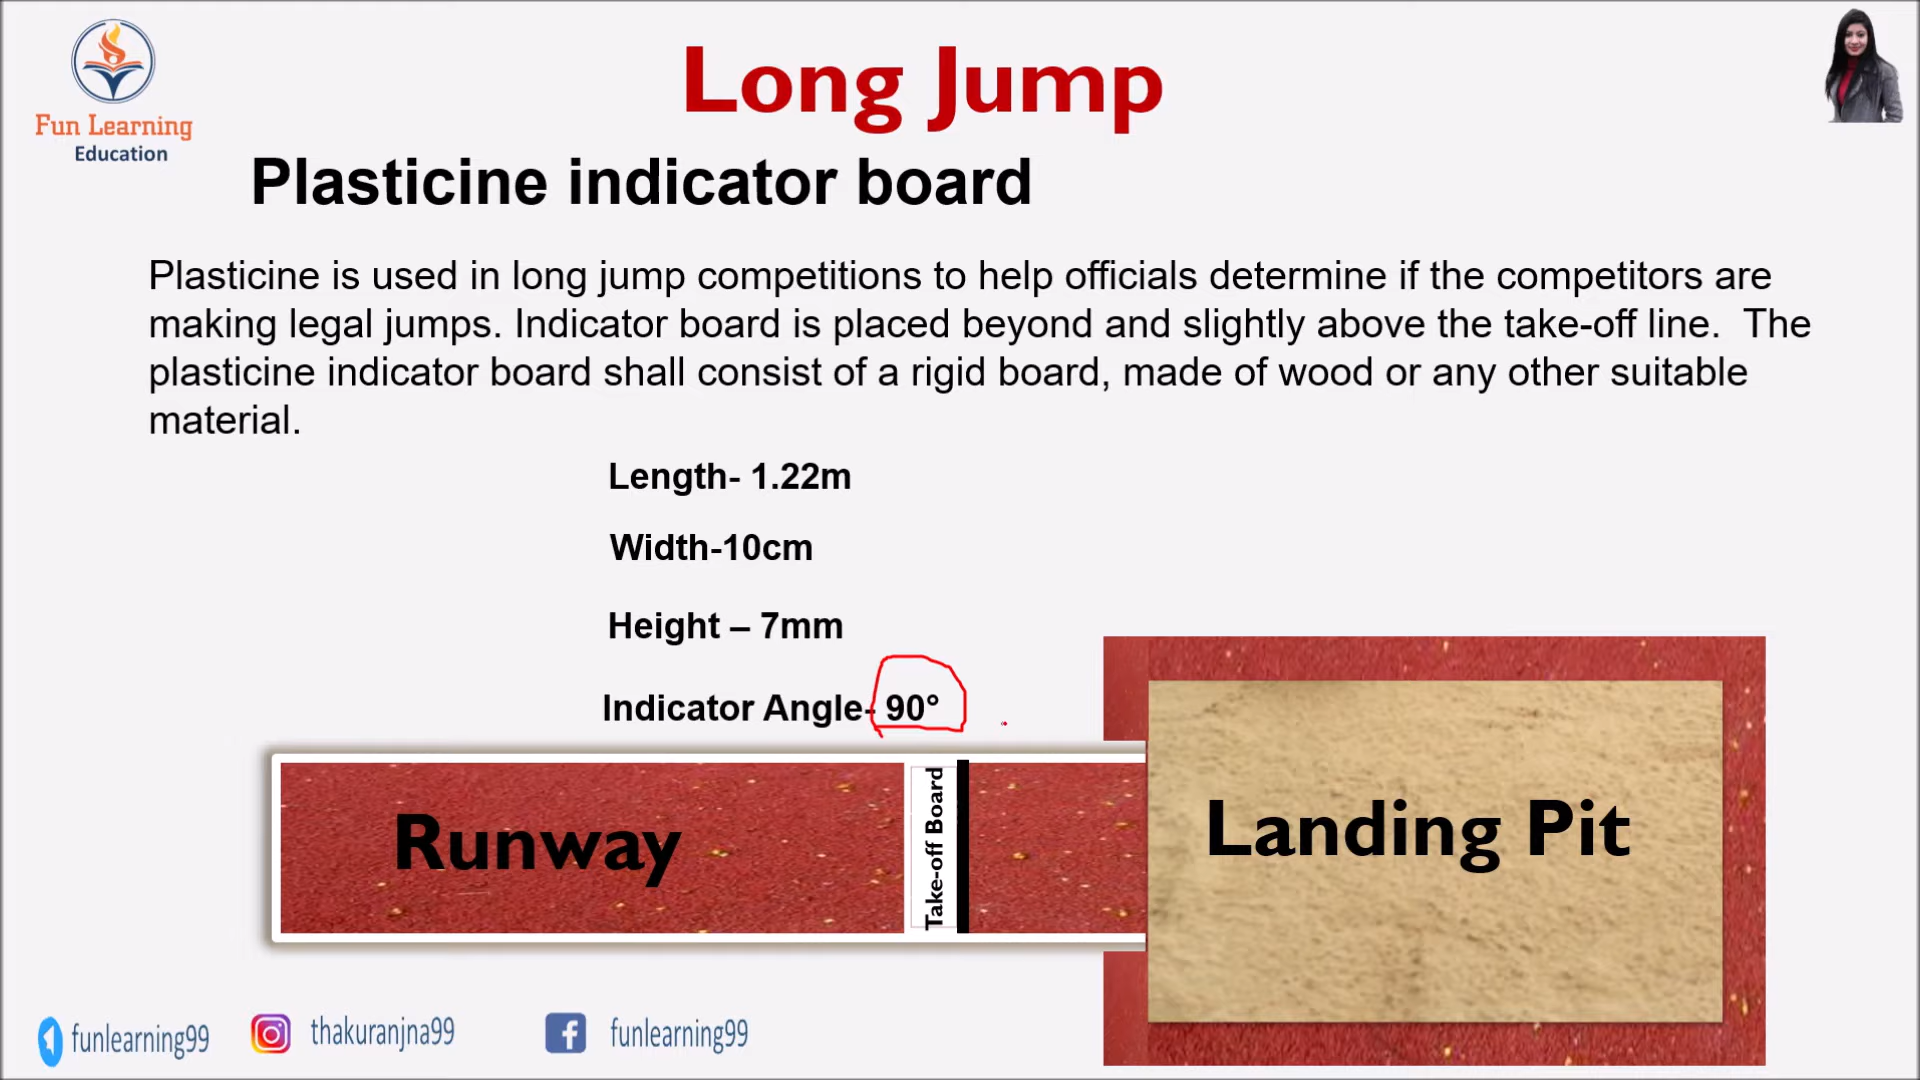 Fun Learning
Education
Long Jump
Plasticine indicator board
Plasticine is used in long jump competitions to help officials determine if the competitors are
making legal jumps. Indicator board is placed beyond and slightly above the take-off line.  The
plasticine indicator board shall consist of a rigid board, made of wood or any other suitable
material.
Length- 1.22m
Width-10cm
Height – 7mm
Indicator Angle- 90°
Runway
Take-off Board
Landing Pit
funlearning99
thakuranjna99
funlearning99